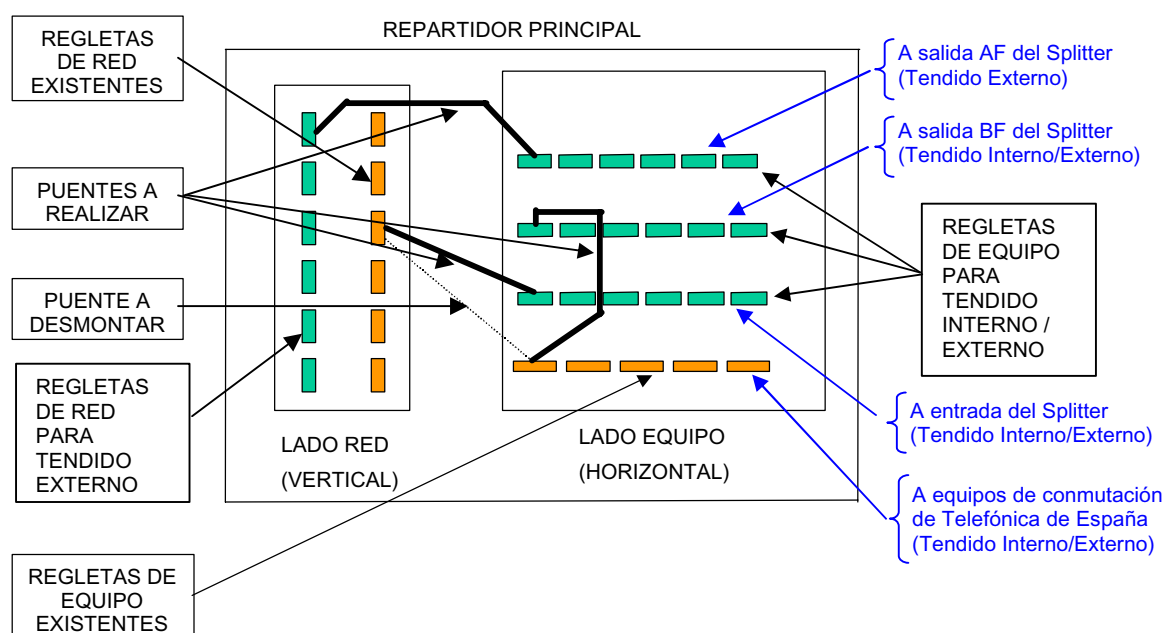 REPARTIDOR PRINCIPAL
REGLETAS
DE RED
EXISTENTES
PUENTES A
REALIZAR
PUENTE A
DESMONTAR
REGLETAS
DE RED
PARA
TENDIDO
EXTERNO
REGLETAS DE
EQUIPO
EXISTENTES
LADO RED
(VERTICAL)
LADO EQUIPO
(HORIZONTAL)
A salida AF del Splitter
(Tendido Externo)
A salida BF del Splitter
(Tendido Interno/Externo)
REGLETAS
DE EQUIPO
PARA
TENDIDO
INTERNO /
EXTERNO
A entrada del Splitter
(Tendido Interno/Externo)
A equipos de conmutación
de Telefónica de España
(Tendido Interno/Externo)